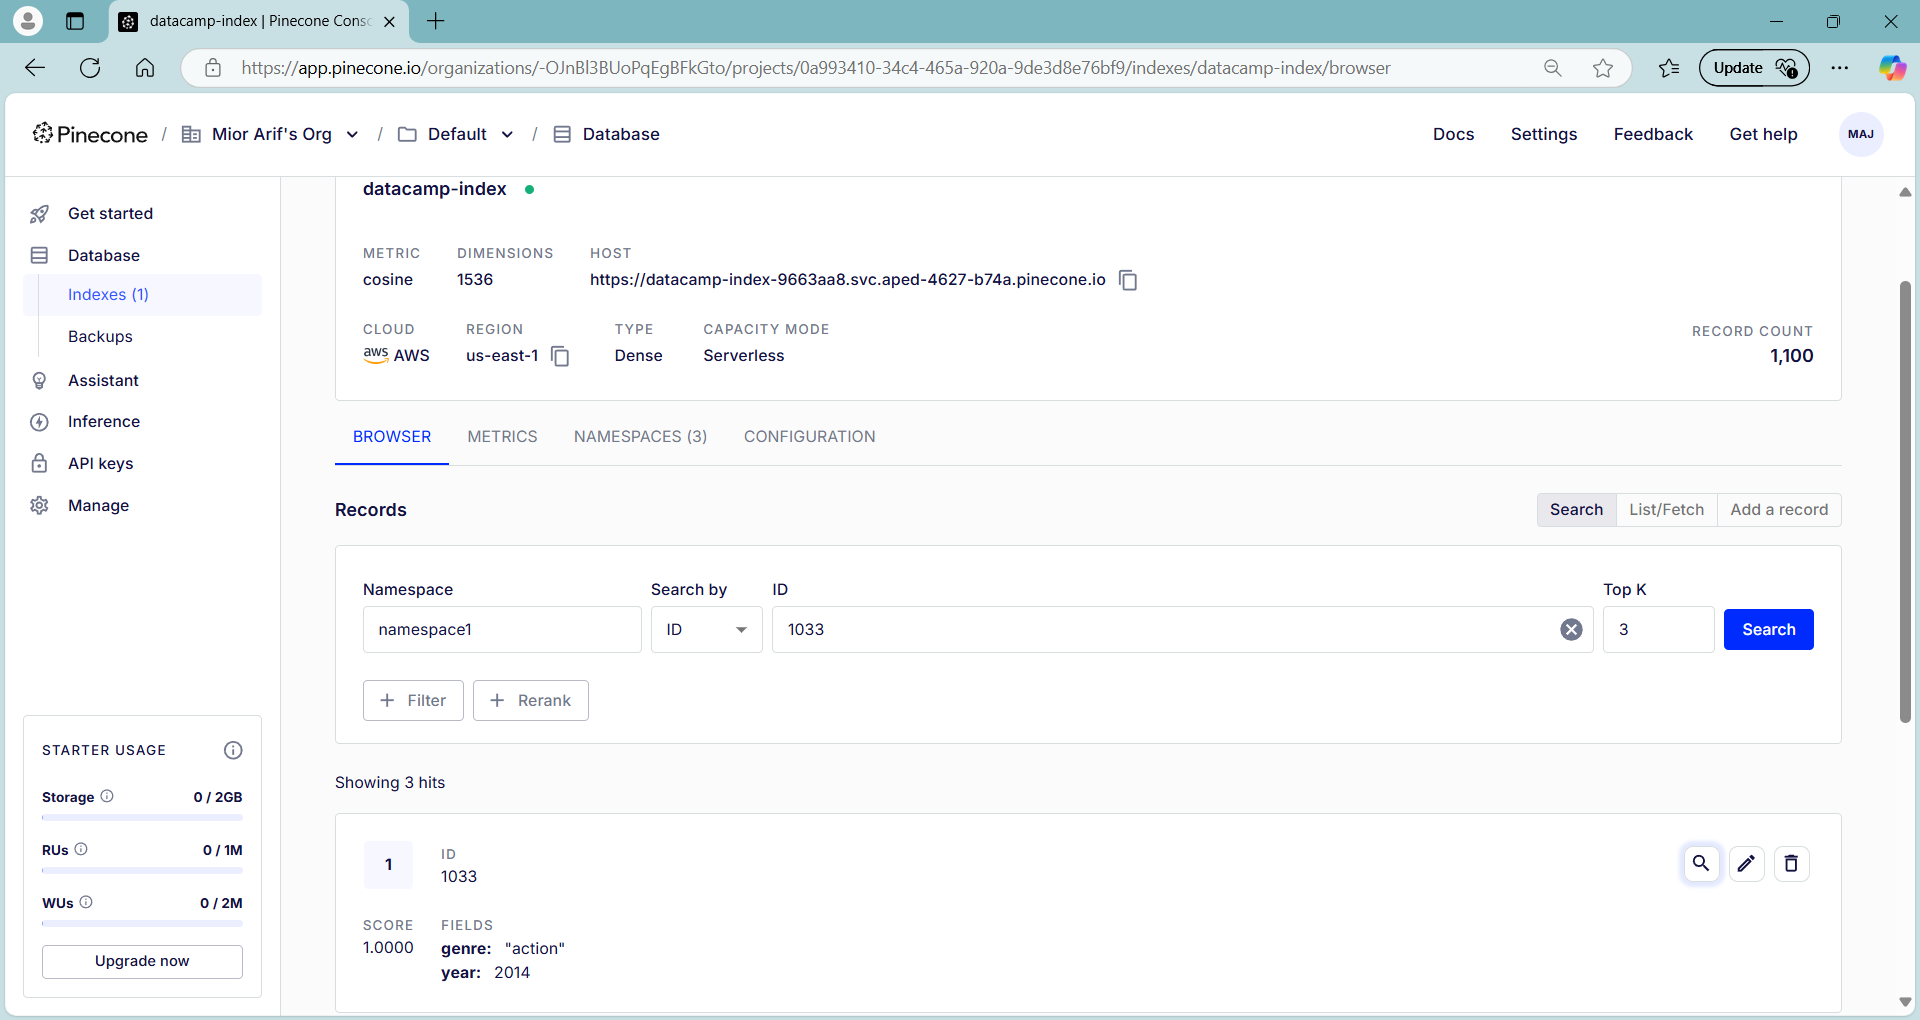 datacamp-index | Pinecone Conso
https://app.pinecone.io/organizations/-OJnBl3BUoPqEgBFkGto/projects/0a993410-34c4-465a-920a-9de3d8e76bf9/indexes/datacamp-index/browser
Update
Pinecone / Mior Arif's Org / Default / Database
Docs Settings Feedback Get help MAJ
Get started
Database
Indexes (1)
Backups
Assistant
Inference
API keys
Manage
STARTER USAGE
Storage 0 / 2GB
RUs 0 / 1M
WUs 0 / 2M
Upgrade now
datacamp-index
METRIC DIMENSIONS HOST
cosine 1536 https://datacamp-index-9663aa8.svc.aped-4627-b74a.pinecone.io
CLOUD REGION TYPE CAPACITY MODE RECORD COUNT
aws AWS us-east-1 Dense Serverless 1,100
BROWSER METRICS NAMESPACES (3) CONFIGURATION
Records Search List/Fetch Add a record
Namespace Search by ID Top K
namespace1 ID 1033 3 Search
+ Filter + Rerank
Showing 3 hits
1 ID
1033
SCORE FIELDS
1.0000 genre: "action"
year: 2014